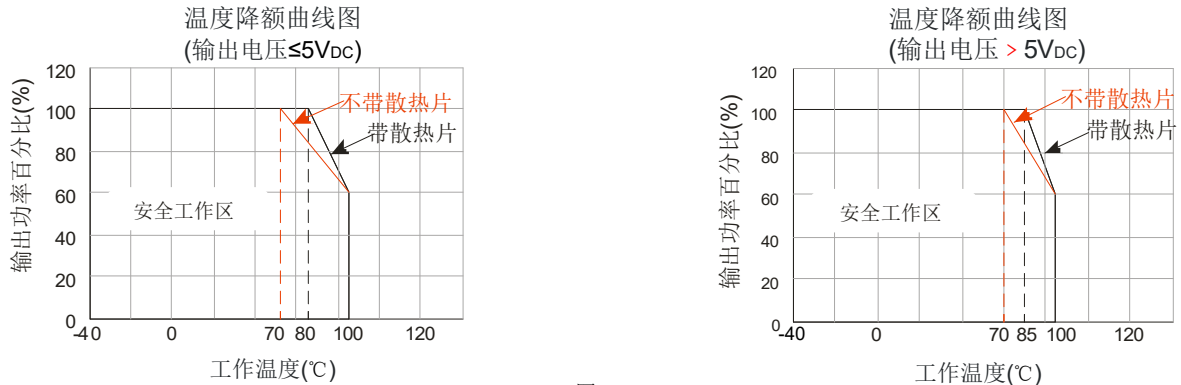 温度降额曲线图
(输出电压≤5VDC)
输出功率百分比(%)
120
100
80
60
40
20
0
不带散热片
带散热片
安全工作区
-40 0 70 80 100 120
工作温度(℃)
温度降额曲线图
(输出电压 > 5VDC)
输出功率百分比(%)
120
100
80
60
40
20
0
不带散热片
带散热片
安全工作区
-40 0 70 85 100 120
工作温度(℃)